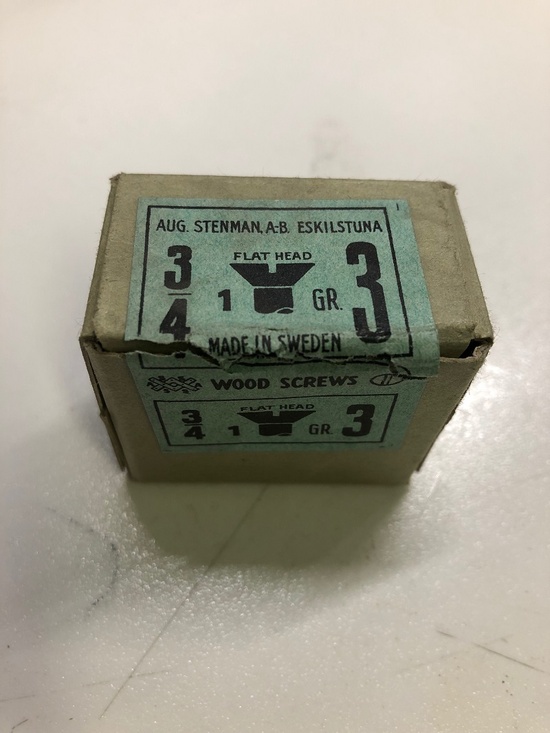 AUG. STENMAN, A-B. ESKILSTUNA
FLAT HEAD
3/4 1 GR. 3
MADE IN SWEDEN
WOOD SCREWS
FLAT HEAD
3/4 1 GR. 3